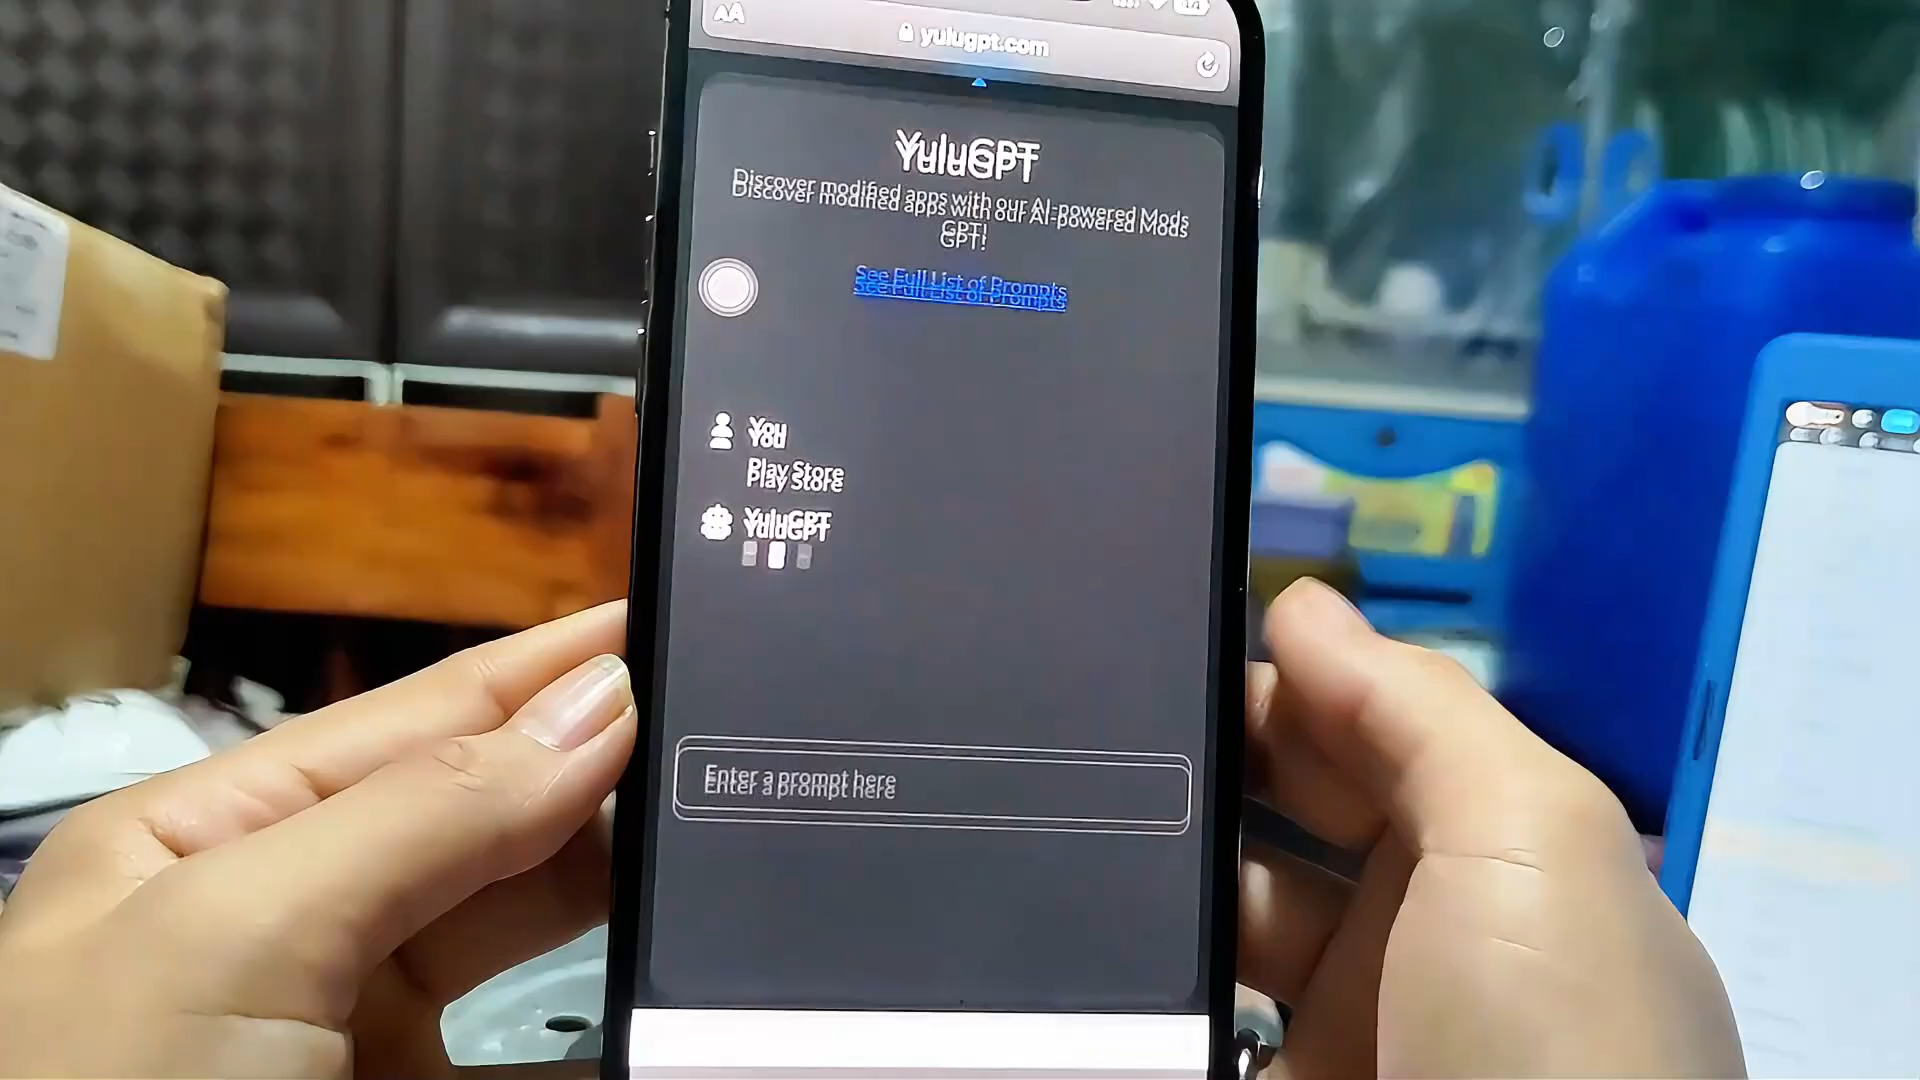 AA
yulugpt.com
YuluGPT
Discover modified apps with our AI-powered Mods
GPT!
See Full List of Prompts
You
Play Store
YuluGPT
Enter a prompt here